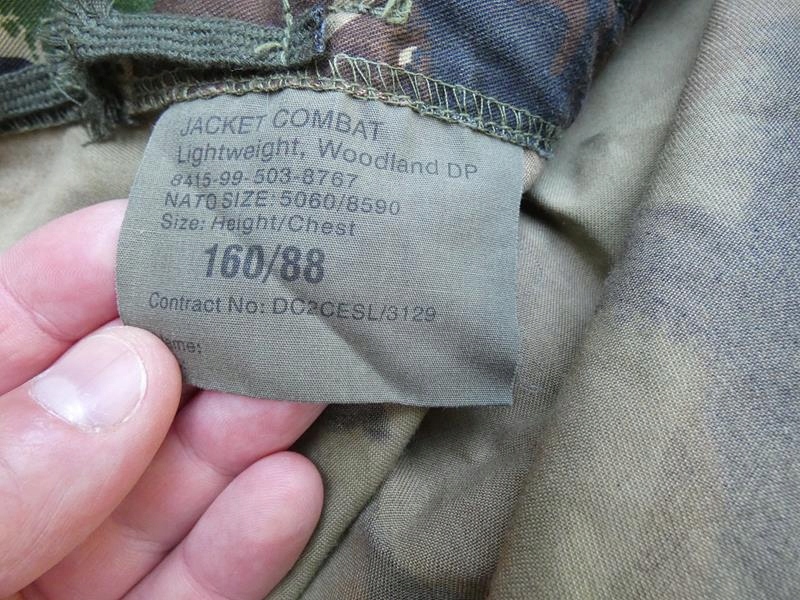 JACKET COMBAT
Lightweight, Woodland DP
8415-99-503-8767
NATO SIZE: 5060/8590
Size: Height/Chest
160/88
Contract No: DC2CESL/3129